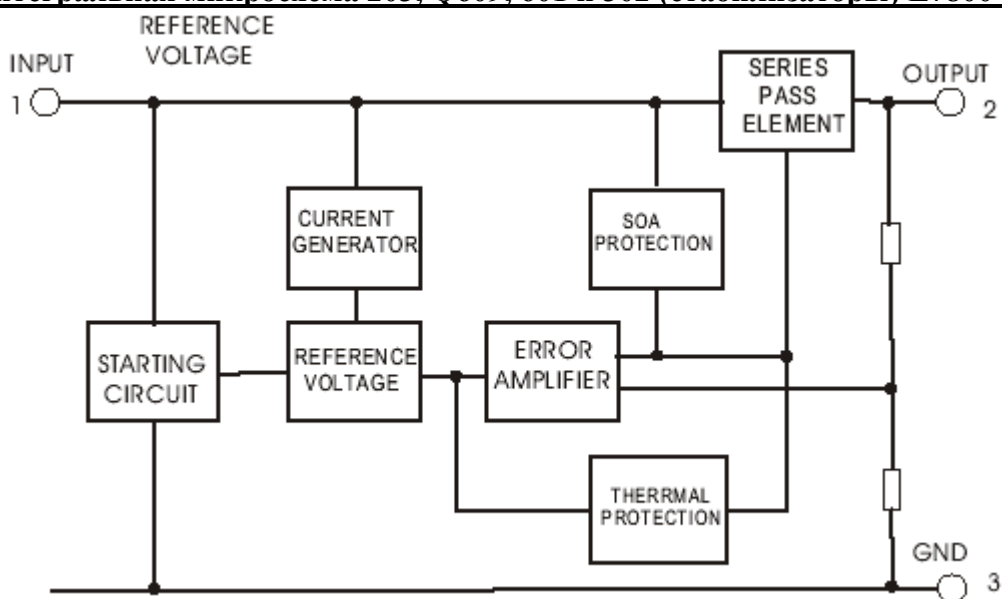 REFERENCE
VOLTAGE
INPUT
1
SERIES
PASS
ELEMENT
OUTPUT
2
CURRENT
GENERATOR
SOA
PROTECTION
STARTING
CIRCUIT
REFERENCE
VOLTAGE
ERROR
AMPLIFIER
THERRMAL
PROTECTION
GND
3